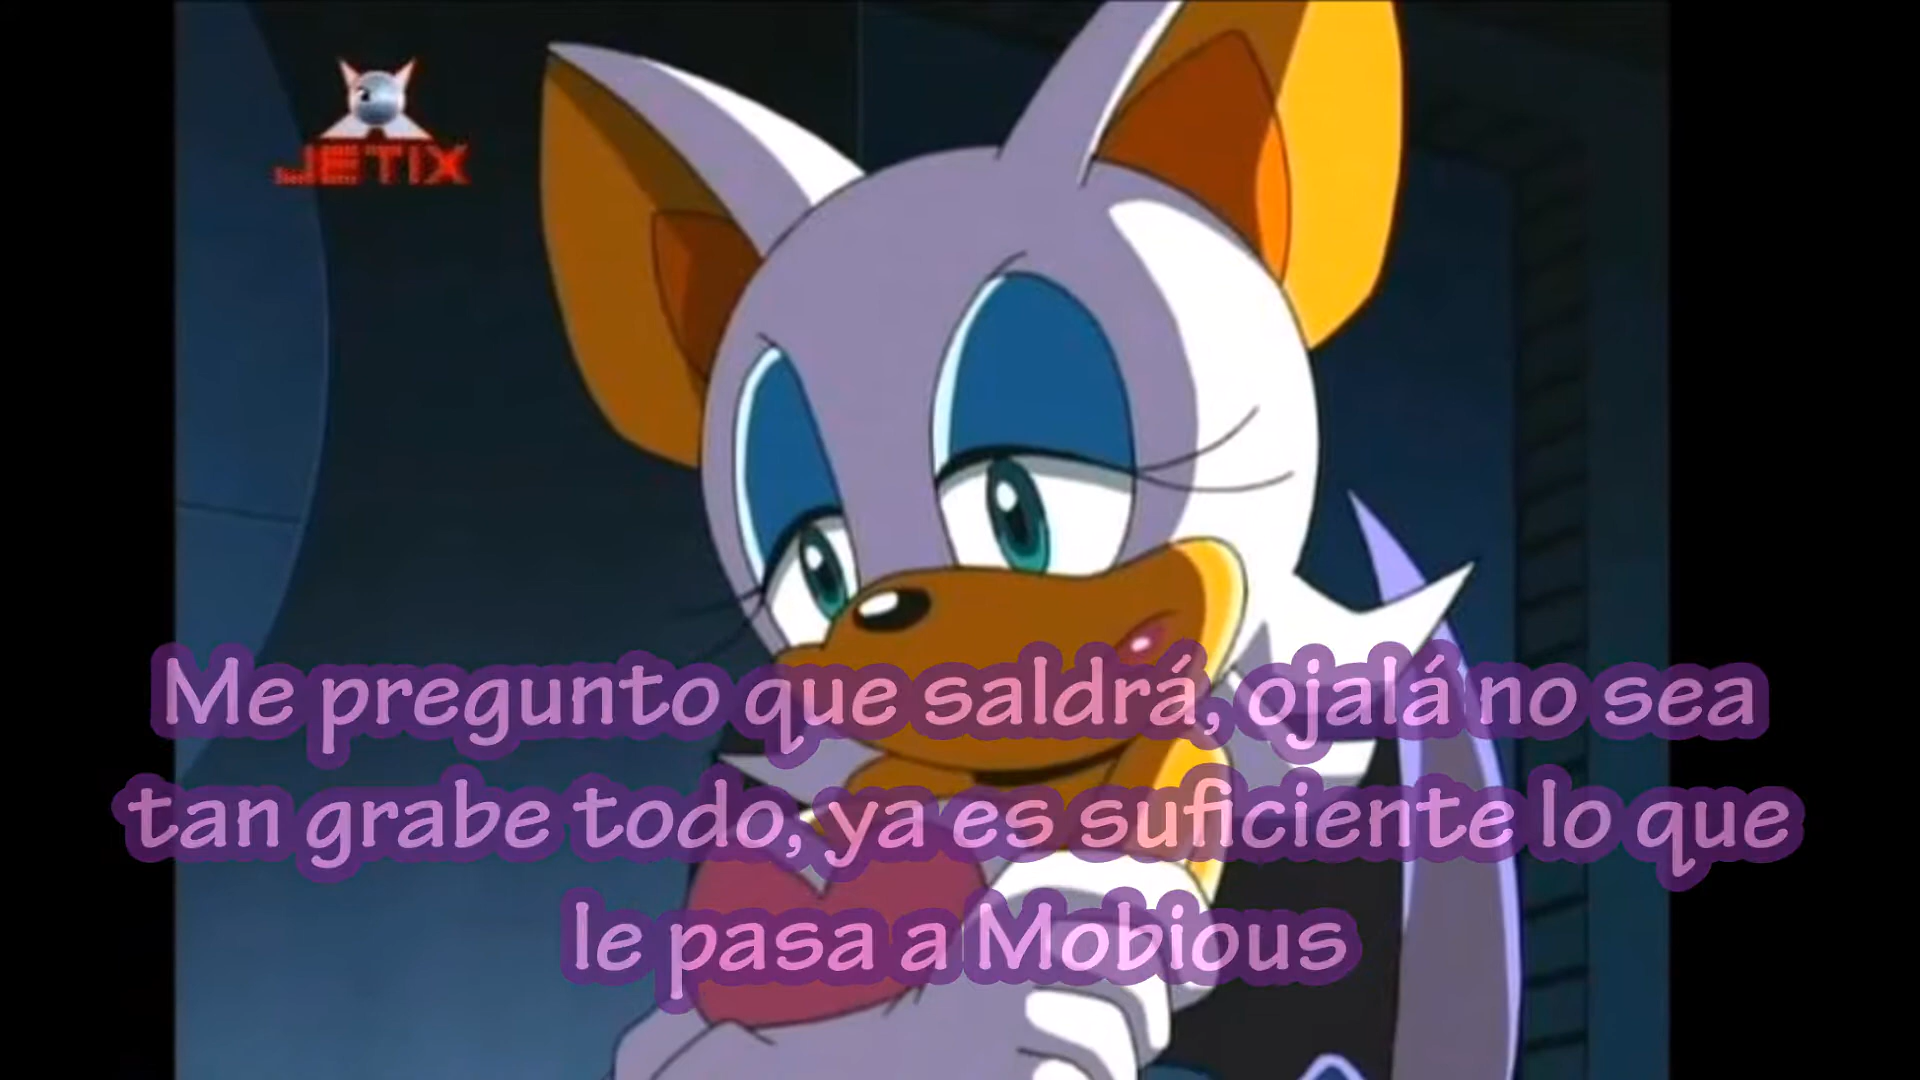 JETIX
Me pregunto que saldrá, ojalá no sea
tan grabe todo, ya es suficiente lo que
le pasa a Mobious